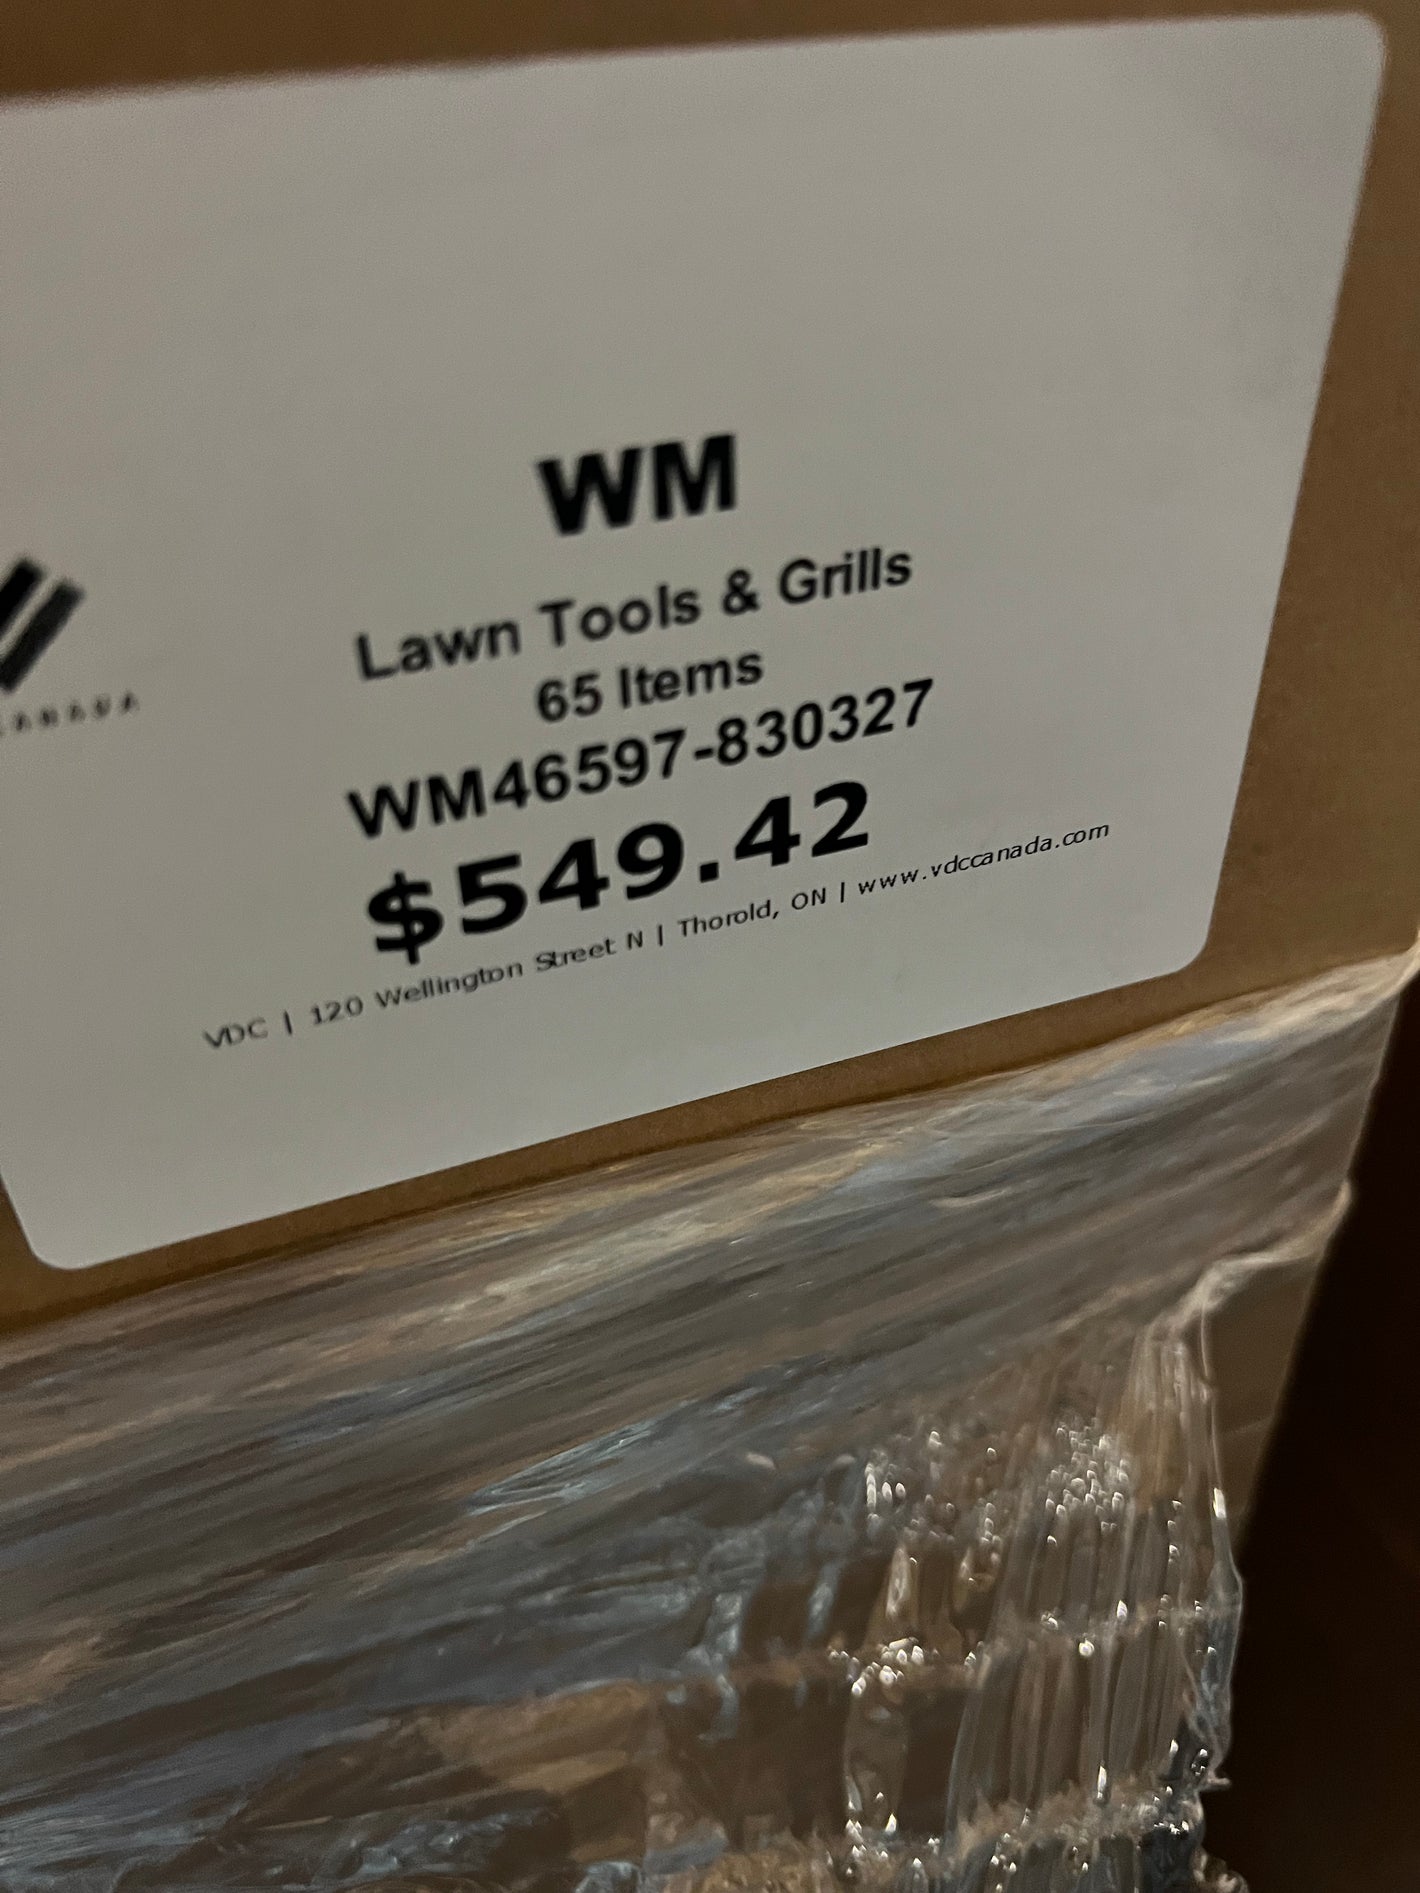 WM
Lawn Tools & Grills
65 Items
CANADA
WM46597-830327
$549.42
VDC | 120 Wellington Street N | Thorold, ON | www.vdccanada.com